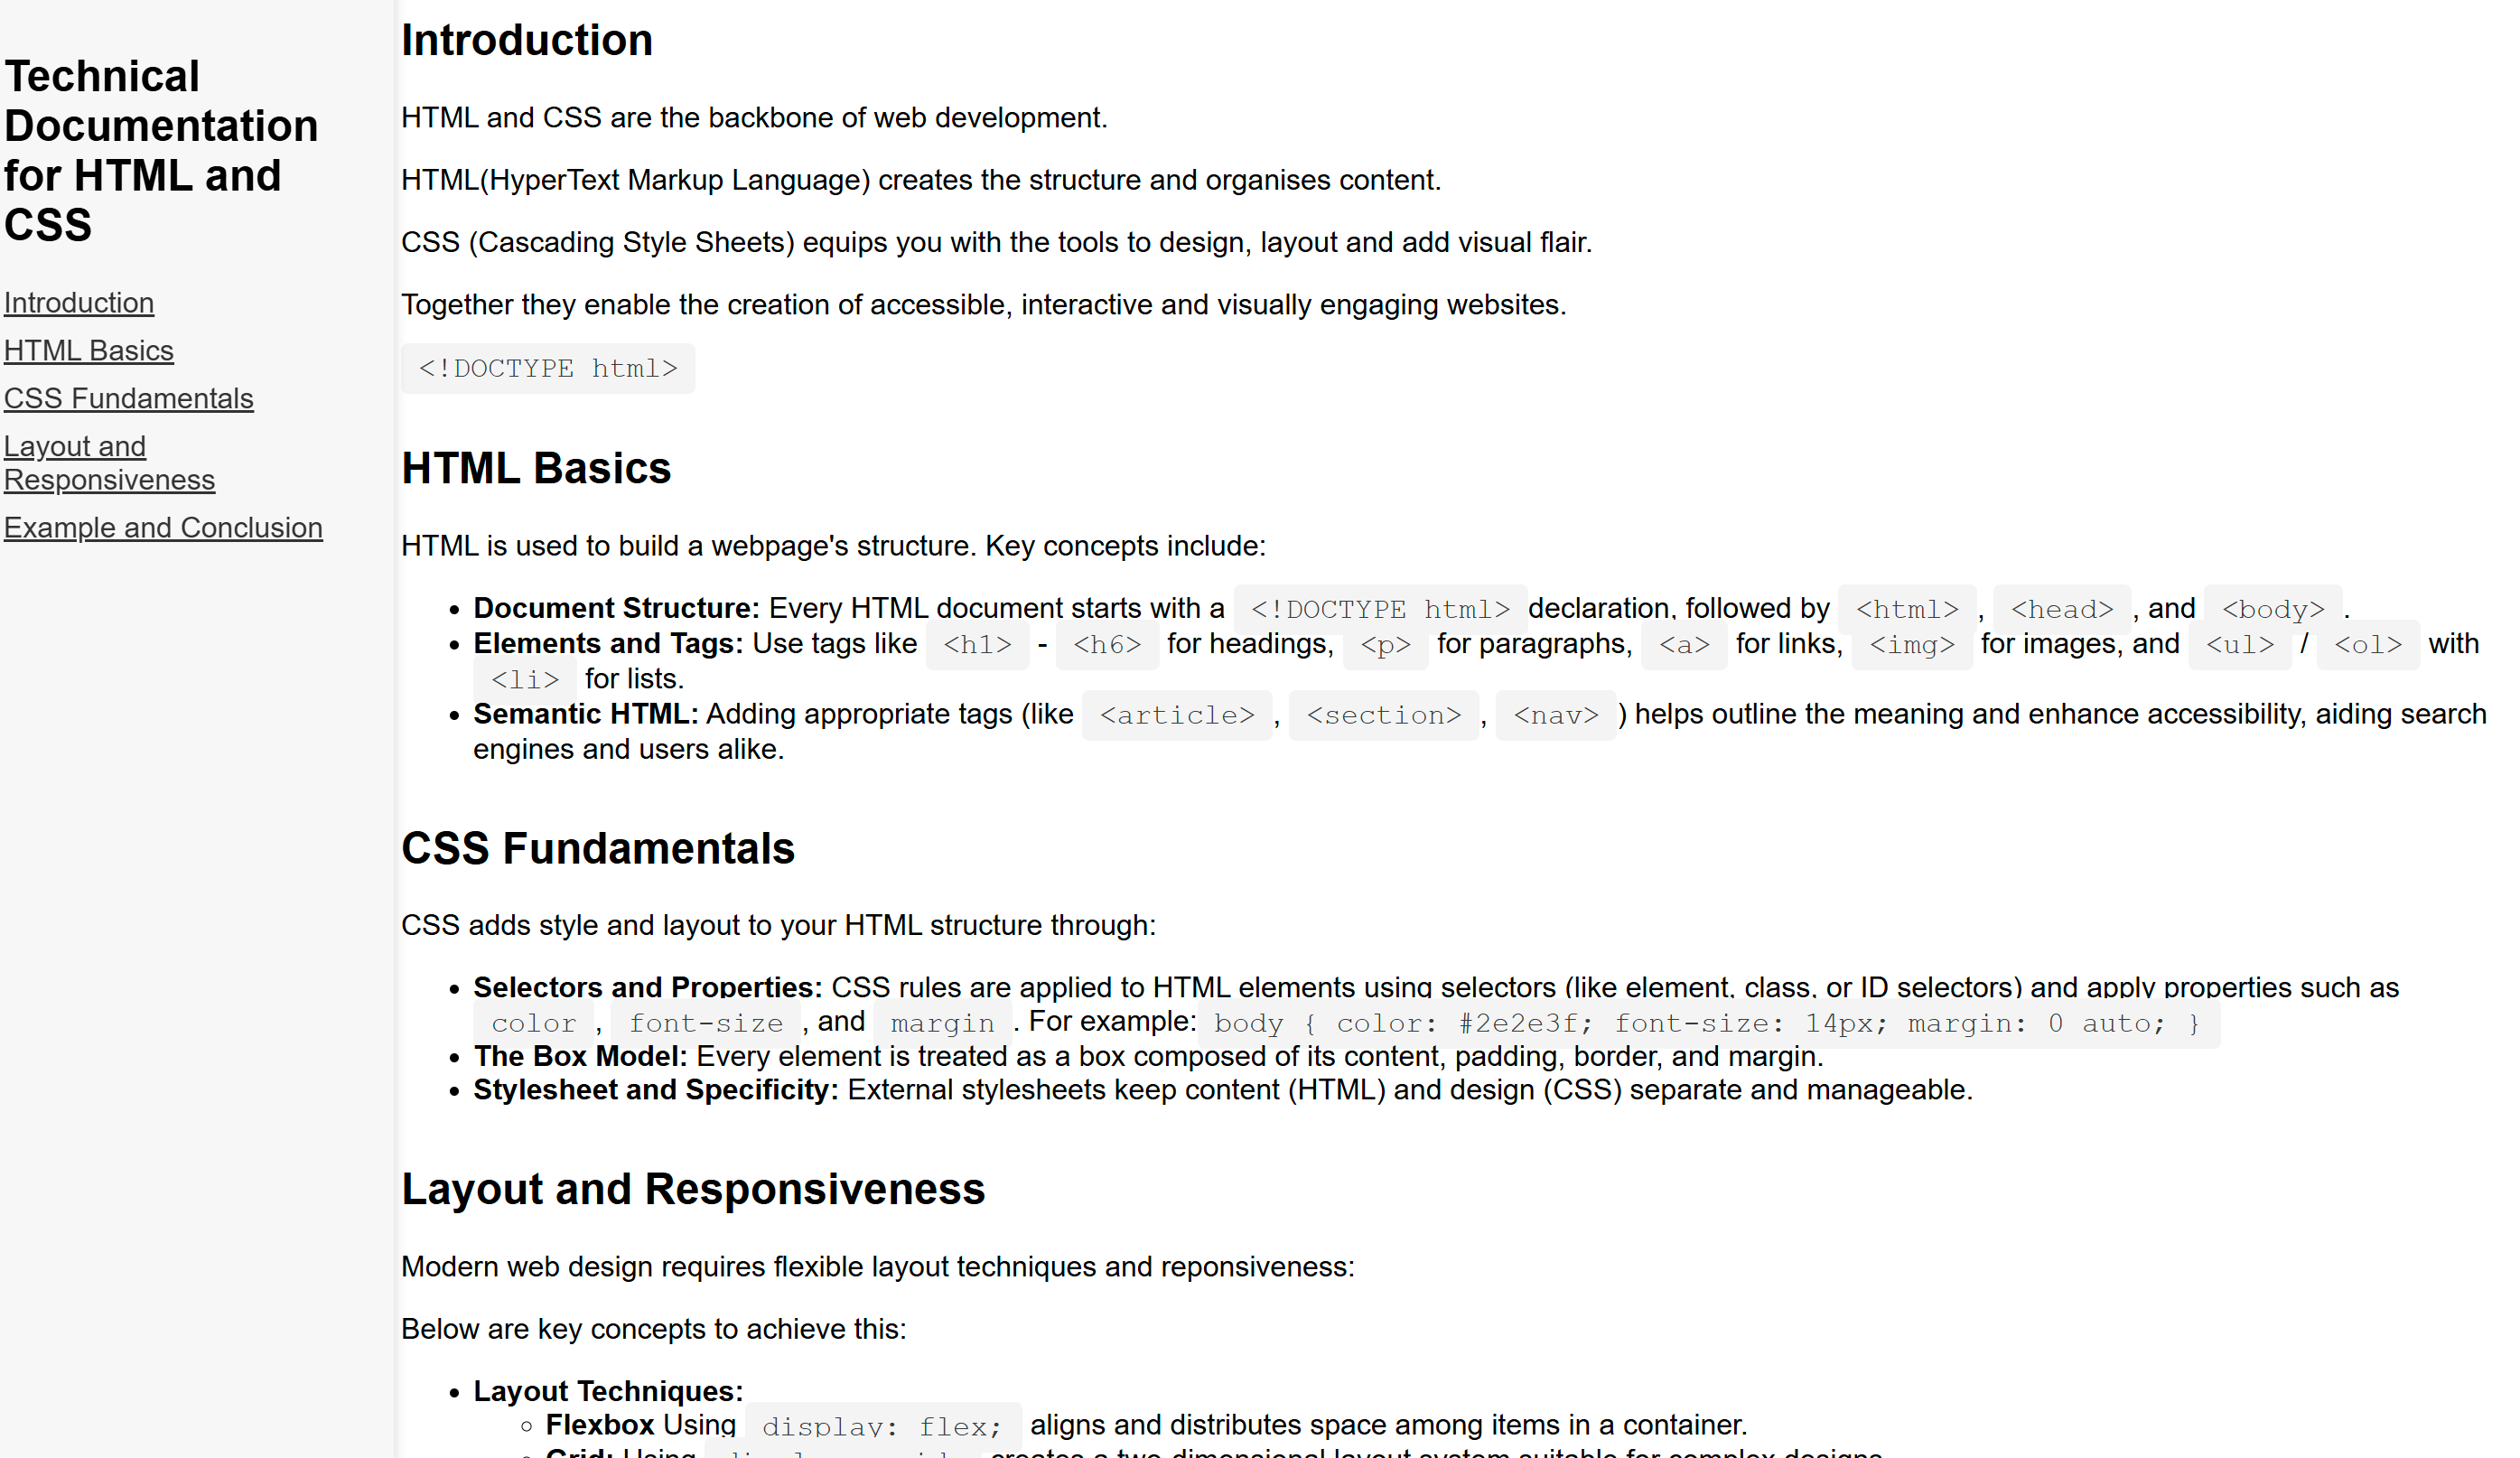 Technical
Documentation
for HTML and
CSS
Introduction
HTML Basics
CSS Fundamentals
Layout and
Responsiveness
Example and Conclusion
Introduction
HTML and CSS are the backbone of web development.
HTML(HyperText Markup Language) creates the structure and organises content.
CSS (Cascading Style Sheets) equips you with the tools to design, layout and add visual flair.
Together they enable the creation of accessible, interactive and visually engaging websites.
<!DOCTYPE html>
HTML Basics
HTML is used to build a webpage's structure. Key concepts include:
• Document Structure: Every HTML document starts with a <!DOCTYPE html> declaration, followed by <html> , <head> , and <body> .
• Elements and Tags: Use tags like <h1> - <h6> for headings, <p> for paragraphs, <a> for links, <img> for images, and <ul> / <ol> with
<li> for lists.
• Semantic HTML: Adding appropriate tags (like <article> , <section> , <nav> ) helps outline the meaning and enhance accessibility, aiding search
engines and users alike.
CSS Fundamentals
CSS adds style and layout to your HTML structure through:
• Selectors and Properties: CSS rules are applied to HTML elements using selectors (like element, class, or ID selectors) and apply properties such as
color , font-size , and margin . For example: body { color: #2e2e3f; font-size: 14px; margin: 0 auto; }
• The Box Model: Every element is treated as a box composed of its content, padding, border, and margin.
• Stylesheet and Specificity: External stylesheets keep content (HTML) and design (CSS) separate and manageable.
Layout and Responsiveness
Modern web design requires flexible layout techniques and reponsiveness:
Below are key concepts to achieve this:
• Layout Techniques:
◦ Flexbox Using display: flex; aligns and distributes space among items in a container.
◦ Grid: Using creates a two-dimensional layout system suitable for complex designs